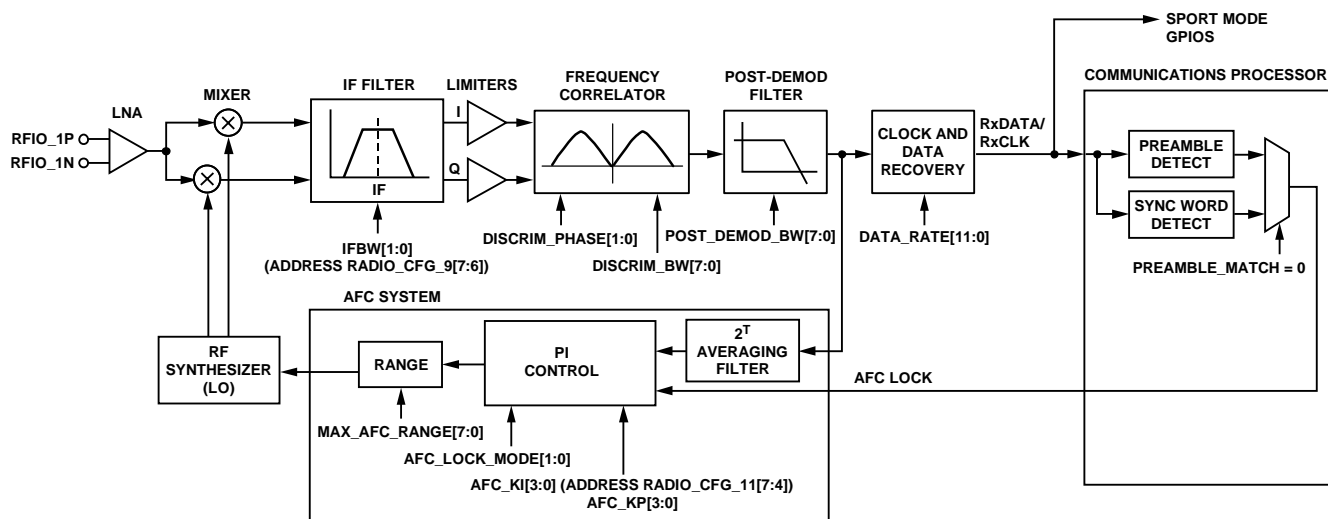 SPORT MODE
GPIOS
COMMUNICATIONS PROCESSOR
LNA
MIXER
IF FILTER
LIMITERS
FREQUENCY
CORRELATOR
POST-DEMOD
FILTER
RFIO_1P
RFIO_1N
IF
I
Q
CLOCK AND
DATA
RECOVERY
RxDATA/
RxCLK
PREAMBLE
DETECT
SYNC WORD
DETECT
IFBW[1:0]
(ADDRESS RADIO_CFG_9[7:6])
DISCRIM_PHASE[1:0]
DISCRIM_BW[7:0]
POST_DEMOD_BW[7:0]
DATA_RATE[11:0]
PREAMBLE_MATCH = 0
AFC SYSTEM
RF
SYNTHESIZER
(LO)
RANGE
PI
CONTROL
2T
AVERAGING
FILTER
AFC LOCK
MAX_AFC_RANGE[7:0]
AFC_LOCK_MODE[1:0]
AFC_KI[3:0] (ADDRESS RADIO_CFG_11[7:4])
AFC_KP[3:0]